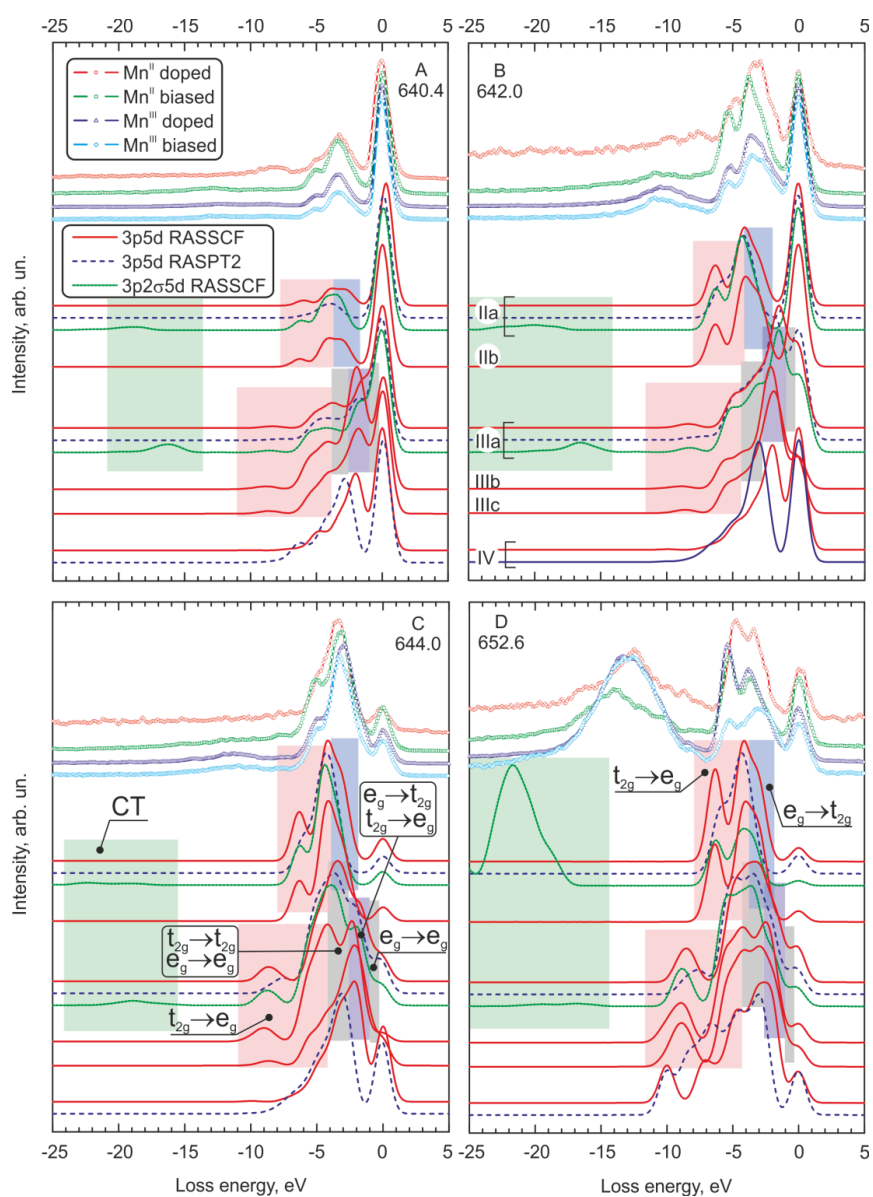 -25 -20 -15 -10 -5 0 5
-25 -20 -15 -10 -5 0 5
Mn^II doped
Mn^II biased
Mn^III doped
Mn^III biased
A
640.4
B
642.0
3p5d RASSCF
3p5d RASPT2
3p2σ5d RASSCF
IIa
IIb
IIIa
IIIb
IIIc
IV
Intensity, arb. un.
C
644.0
D
652.6
CT
e_g→t_2g
t_2g→e_g
t_2g→t_2g
e_g→e_g
e_g→e_g
t_2g→e_g
t_2g→e_g
e_g→t_2g
Intensity, arb. un.
-25 -20 -15 -10 -5 0 5
-25 -20 -15 -10 -5 0 5
Loss energy, eV
Loss energy, eV